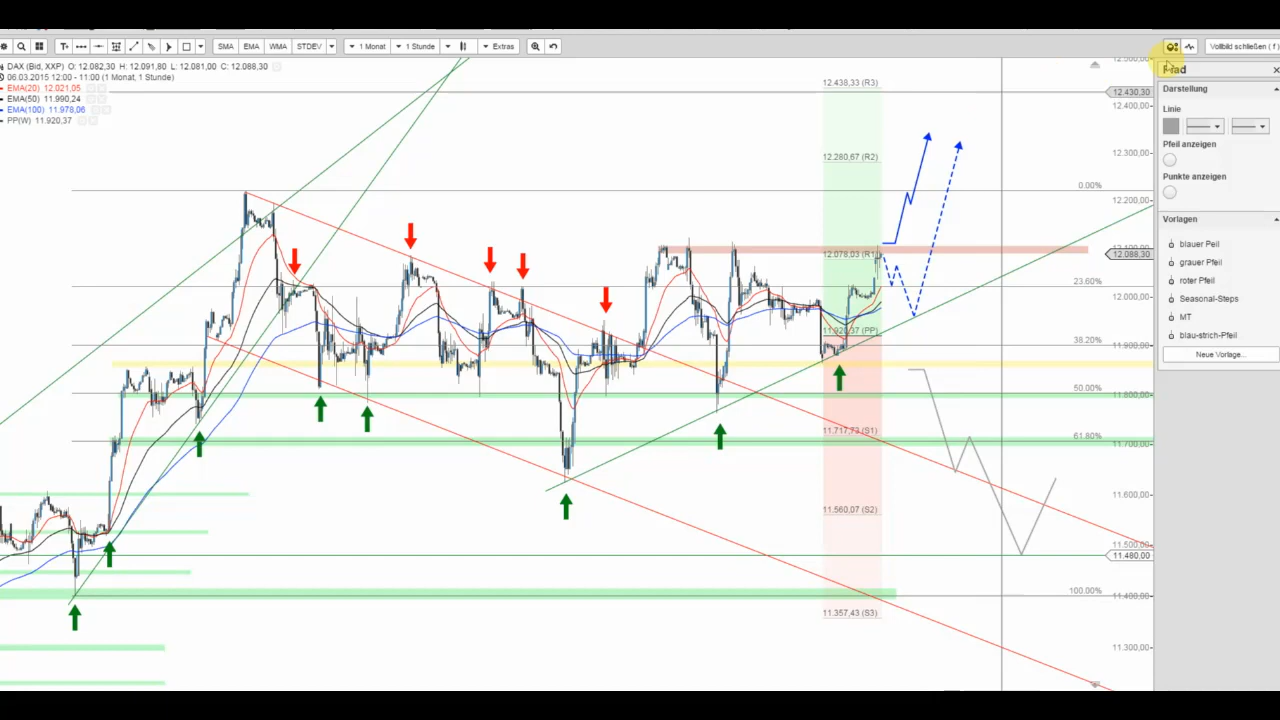 T+ SMA EMA WMA STDEV 1 Monat 1 Stunde Extras Vollbild schließen ( f )
DAX (Bid, XXP) O: 12.082,30 H: 12.091,80 L: 12.081,00 C: 12.088,30
06.03.2015 12:00 - 11:00 (1 Monat, 1 Stunde)
EMA(20) 12.021,05
EMA(50) 11.990,24
EMA(100) 11.978,06
PP(W) 11.920,37
12.438,33 (R3)
12.280,67 (R2)
12.078,03 (R1)
11.920,37 (PP)
11.717,73 (S1)
11.560,07 (S2)
11.357,43 (S3)
0.00%
23.60%
38.20%
50.00%
61.80%
100.00%
12.430,30
12.400,00
12.300,00
12.200,00
12.088,30
12.000,00
11.900,00
11.800,00
11.700,00
11.600,00
11.500,00
11.480,00
11.400,00
11.300,00
Darstellung
Linie
Pfeil anzeigen
Punkte anzeigen
Vorlagen
blauer Peil
grauer Pfeil
roter Pfeil
Seasonal-Steps
MT
blau-strich-Pfeil
Neue Vorlage...